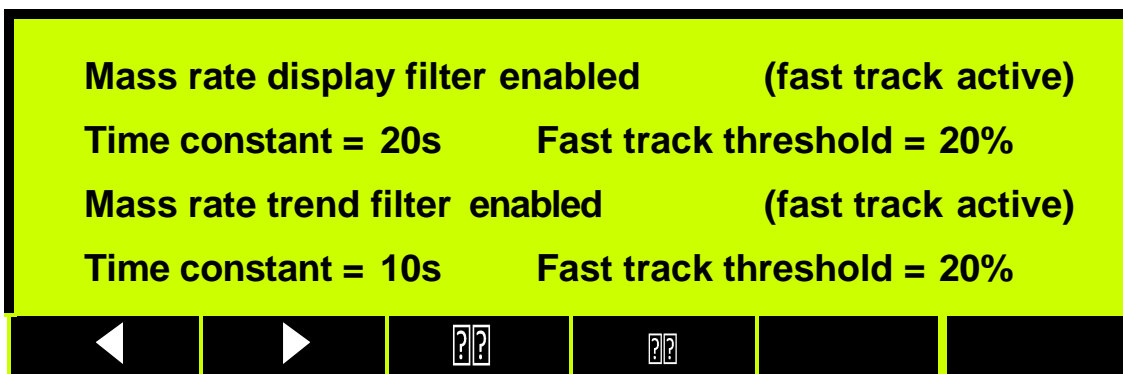 Mass rate display filter enabled (fast track active)
Time constant = 20s Fast track threshold = 20%
Mass rate trend filter enabled (fast track active)
Time constant = 10s Fast track threshold = 20%